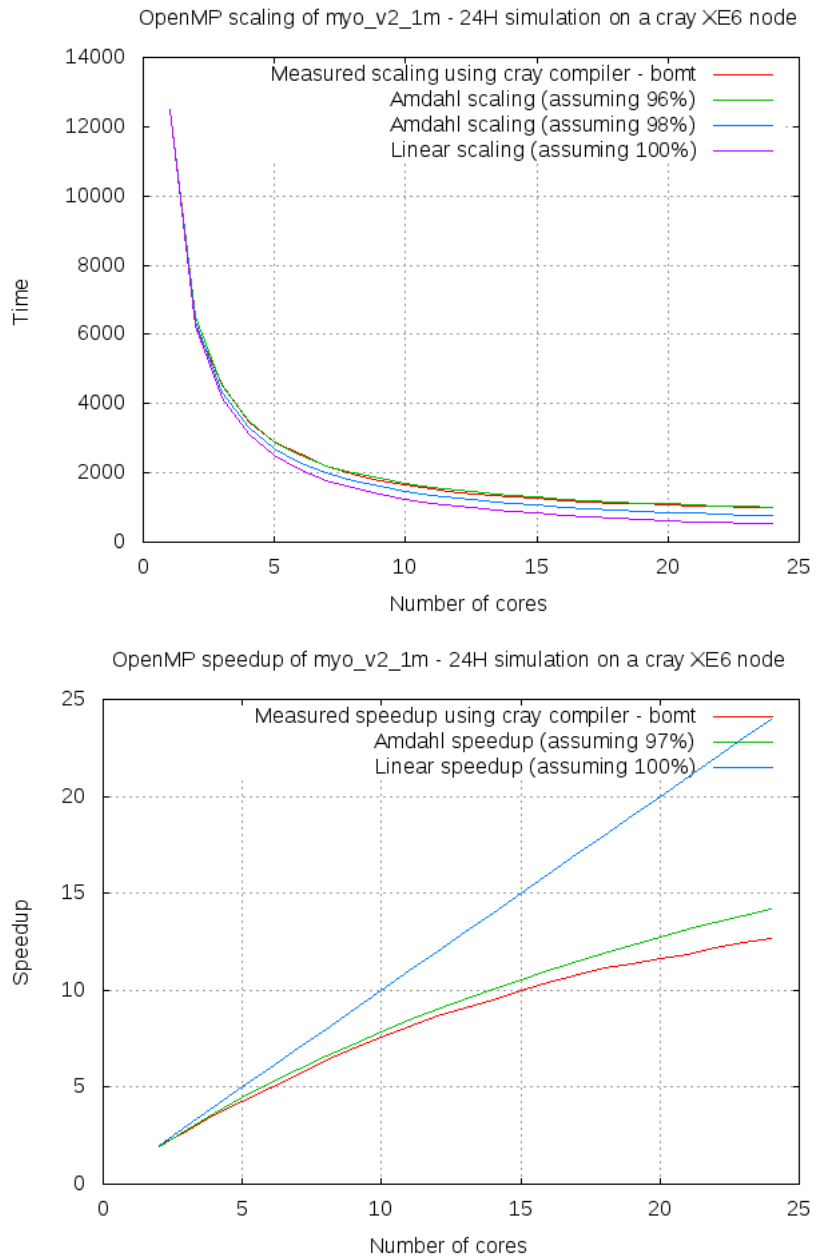 OpenMP scaling of myo_v2_1m - 24H simulation on a cray XE6 node
14000
12000
10000
8000
6000
4000
2000
0
Time
Measured scaling using cray compiler - bomt
Amdahl scaling (assuming 96%)
Amdahl scaling (assuming 98%)
Linear scaling (assuming 100%)
0 5 10 15 20 25
Number of cores
OpenMP speedup of myo_v2_1m - 24H simulation on a cray XE6 node
25
20
15
10
5
0
Speedup
Measured speedup using cray compiler - bomt
Amdahl speedup (assuming 97%)
Linear speedup (assuming 100%)
0 5 10 15 20 25
Number of cores